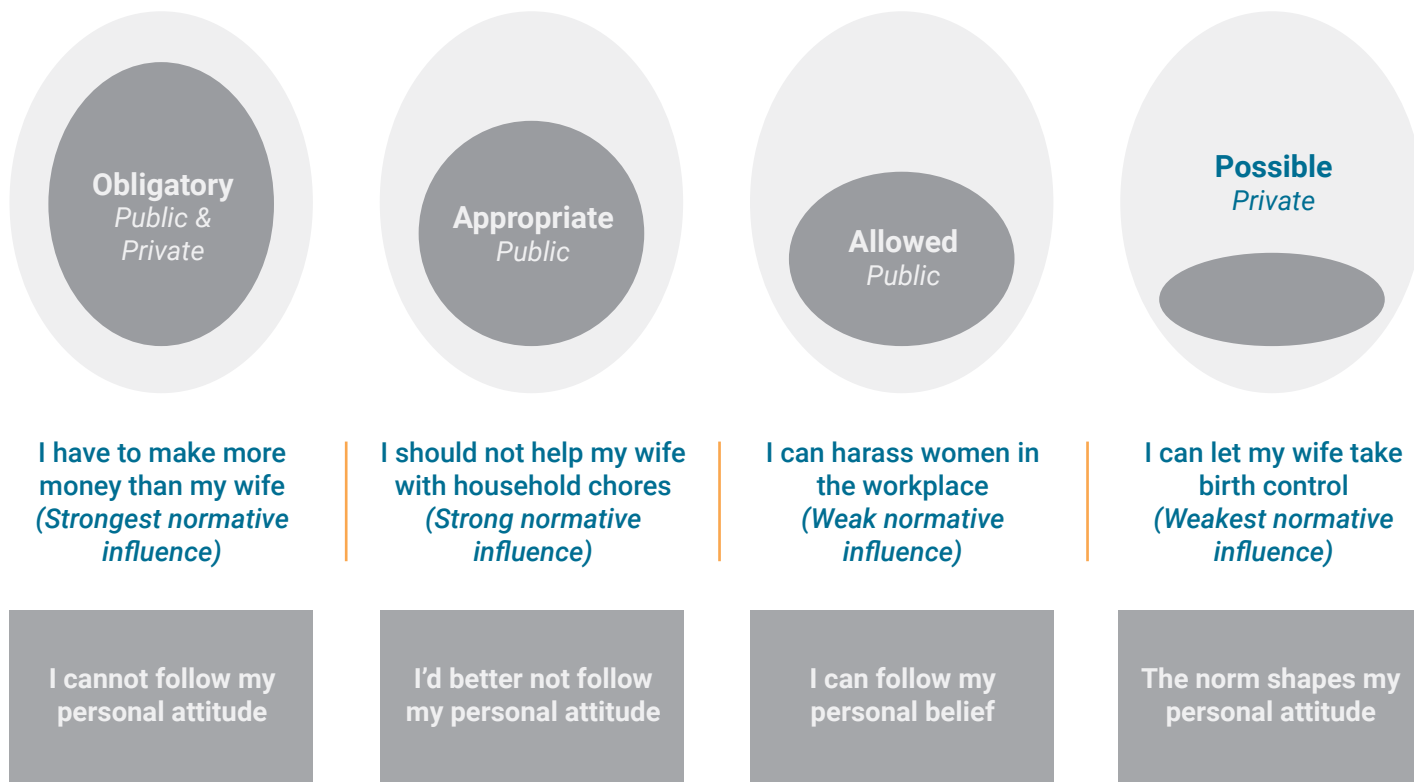 Obligatory
Public &
Private
Appropriate
Public
Allowed
Public
Possible
Private
I have to make more
money than my wife
(Strongest normative
influence)
I should not help my wife
with household chores
(Strong normative
influence)
I can harass women in
the workplace
(Weak normative
influence)
I can let my wife take
birth control
(Weakest normative
influence)
I cannot follow my
personal attitude
I’d better not follow
my personal attitude
I can follow my
personal belief
The norm shapes my
personal attitude